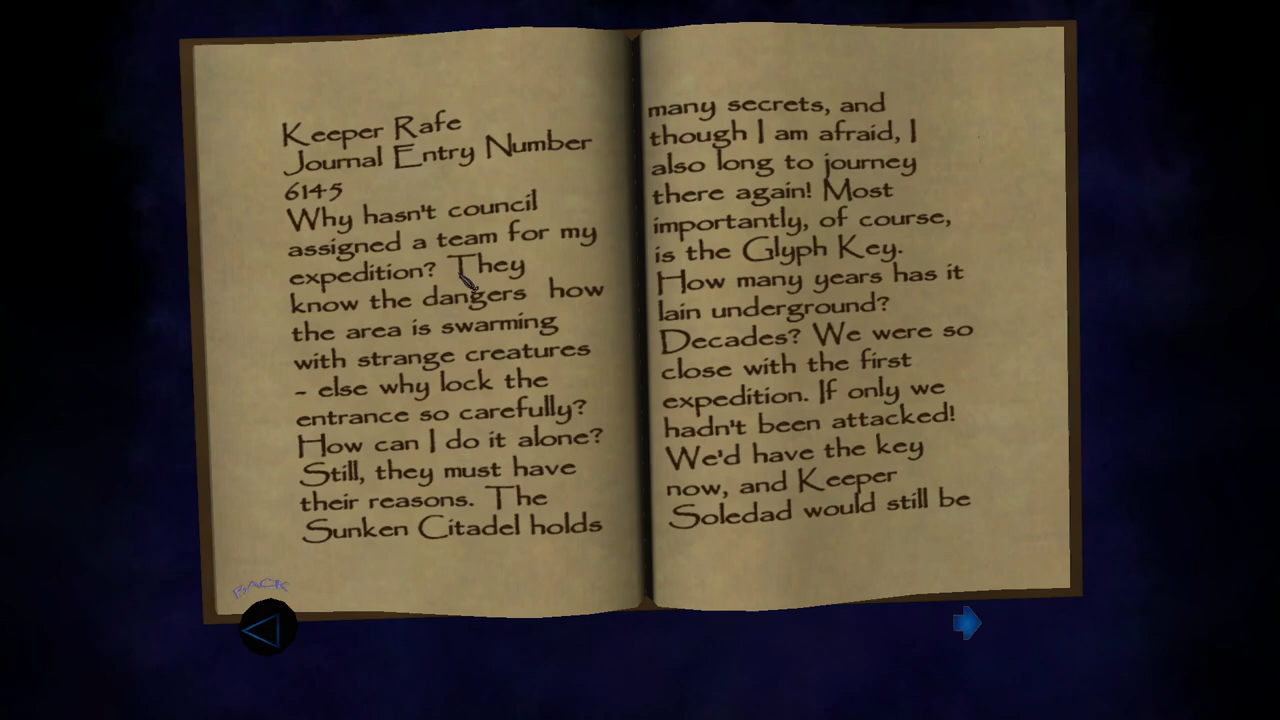 Keeper Rafe
Journal Entry Number
6145
Why hasn't council
assigned a team for my
expedition? They
know the dangers how
the area is swarming
with strange creatures
- else why lock the
entrance so carefully?
How can I do it alone?
Still, they must have
their reasons. The
Sunken Citadel holds
many secrets, and
though I am afraid, I
also long to journey
there again! Most
importantly, of course,
is the Glyph Key.
How many years has it
lain underground?
Decades? We were so
close with the first
expedition. If only we
hadn't been attacked!
We'd have the key
now, and Keeper
Soledad would still be
BACK